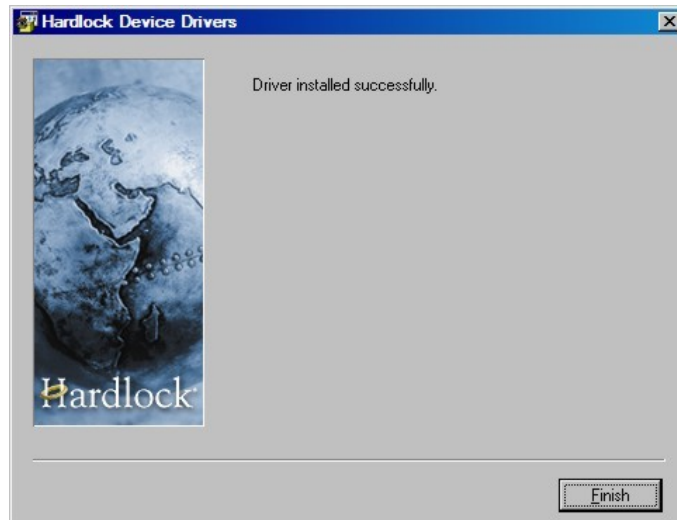 Hardlock Device Drivers
Driver installed successfully.
Hardlock
Finish